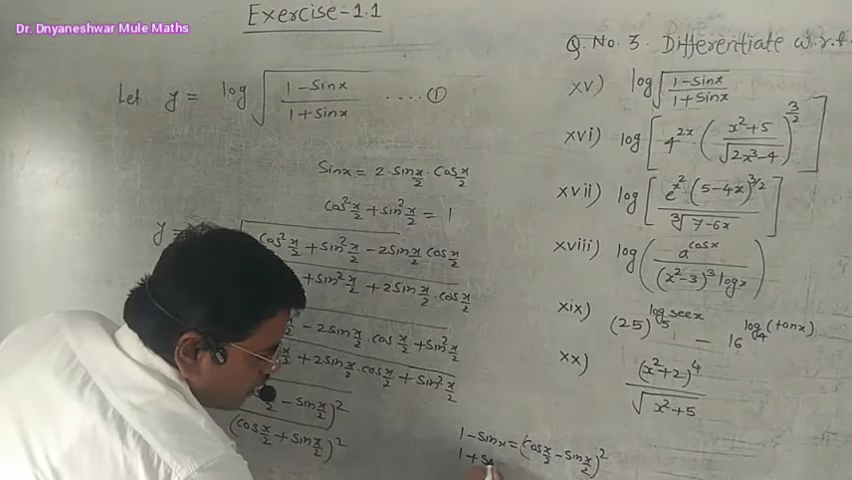 Dr. Dnyaneshwar Mule Maths
Exercise-1.1
Let y = log √((1-Sinx)/(1+Sinx)) .... ①
Sinx = 2·Sin x/2 · Cos x/2
Cos² x/2 + Sin² x/2 = 1
y =
Cos² x/2 + Sin² x/2 - 2Sin x/2 Cos x/2
+ Sin² x/2 + 2Sin x/2 · Cos x/2
- 2Sin x/2 · Cos x/2 + Sin² x/2
+ 2Sin x/2 · Cos x/2 + Sin² x/2
- Sin x/2)²
(Cos x/2 + Sin x/2)²
1 - Sinx = (Cos x/2 - Sin x/2)²
1 +
Q. No. 3. Differentiate w.r.t.
xv) log √((1-Sinx)/(1+Sinx))
xvi) log [4^2x ((x²+5)/√(2x³-4))^3/2]
xvii) log [e^x² (5-4x)^3/2 / ∛(7-6x)]
xviii) log (a^cosx / (x²-3)³ logx)
xix) (25)^log₅ secx - 16^log₄(tanx)
xx) (x²+2)⁴ / √(x²+5)